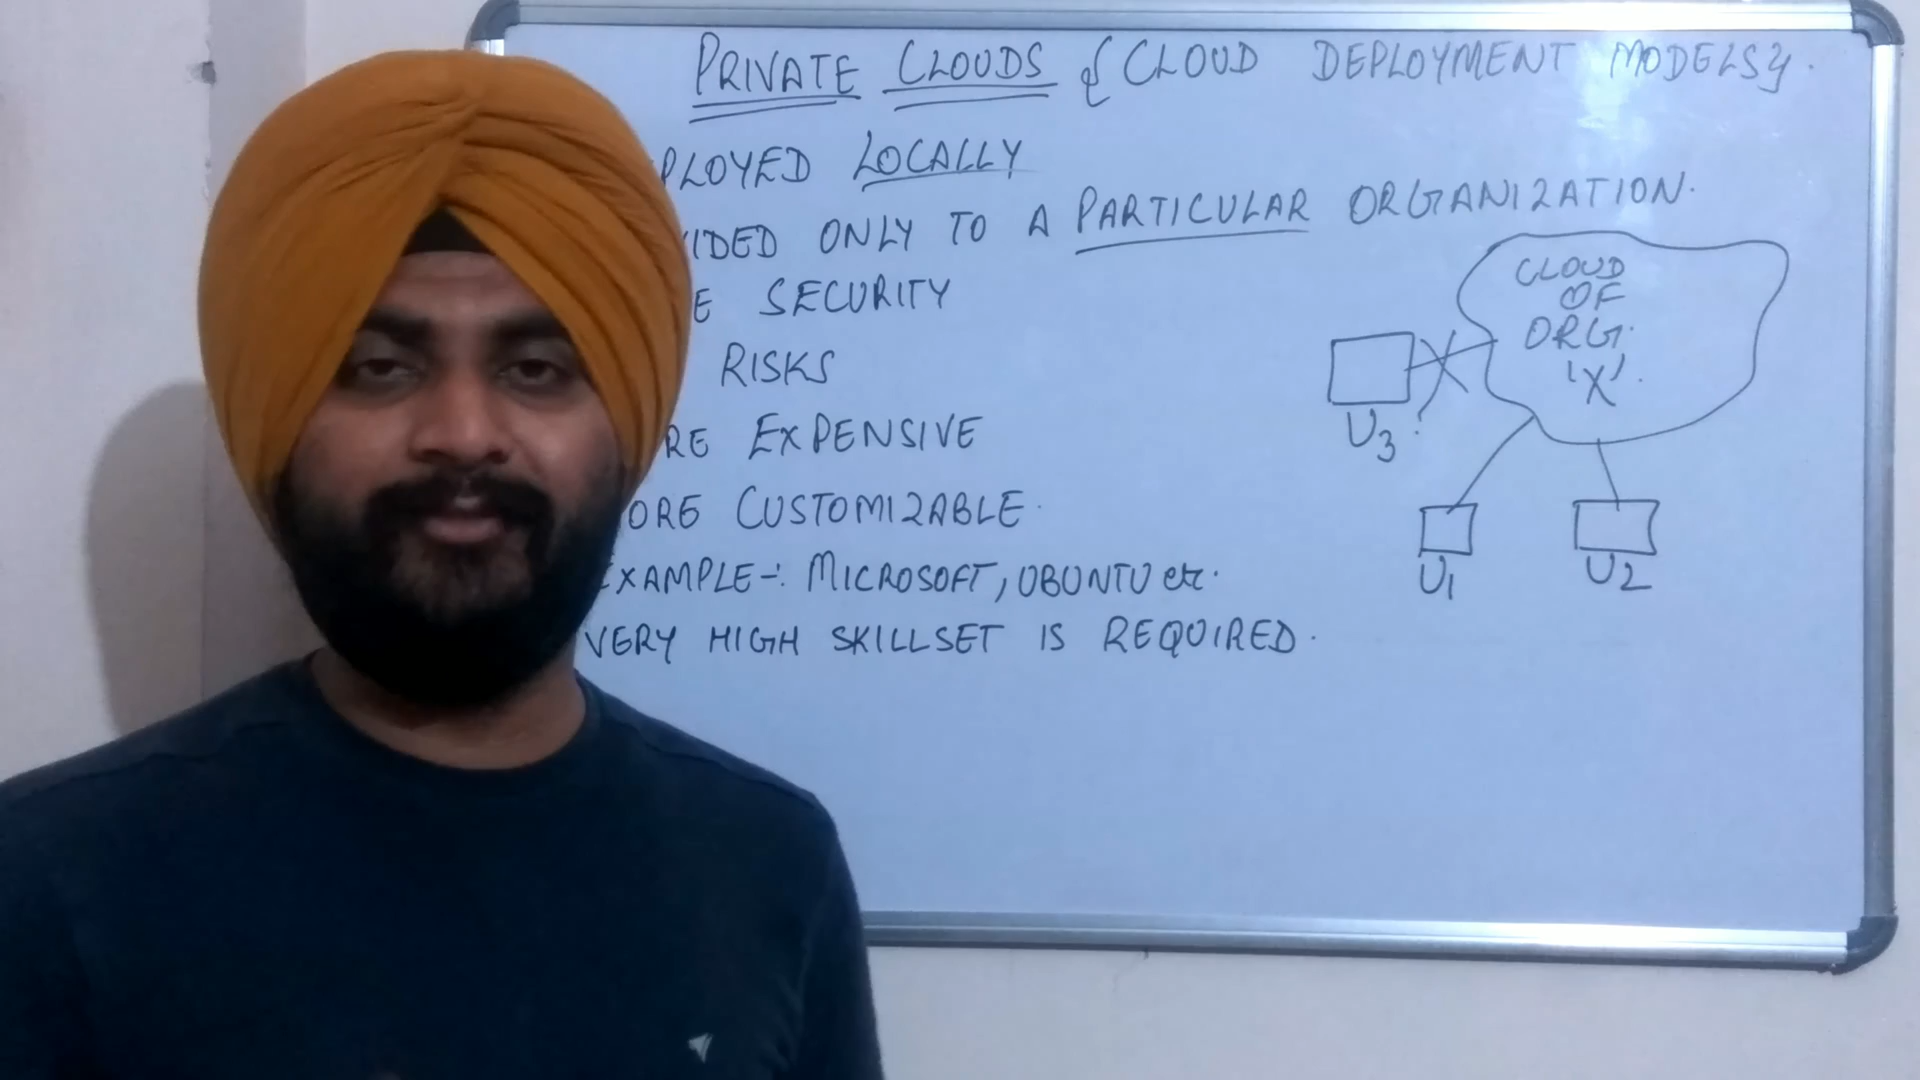 PRIVATE CLOUDS {CLOUD DEPLOYMENT MODELS}.
PLOYED LOCALLY
IDED ONLY TO A PARTICULAR ORGANIZATION.
E SECURITY
RISKS
RE EXPENSIVE
ORE CUSTOMIZABLE.
EXAMPLE-: MICROSOFT, UBUNTU etc.
VERY HIGH SKILLSET IS REQUIRED.
CLOUD
OF
ORG.
'X'.
U3.
U1
U2